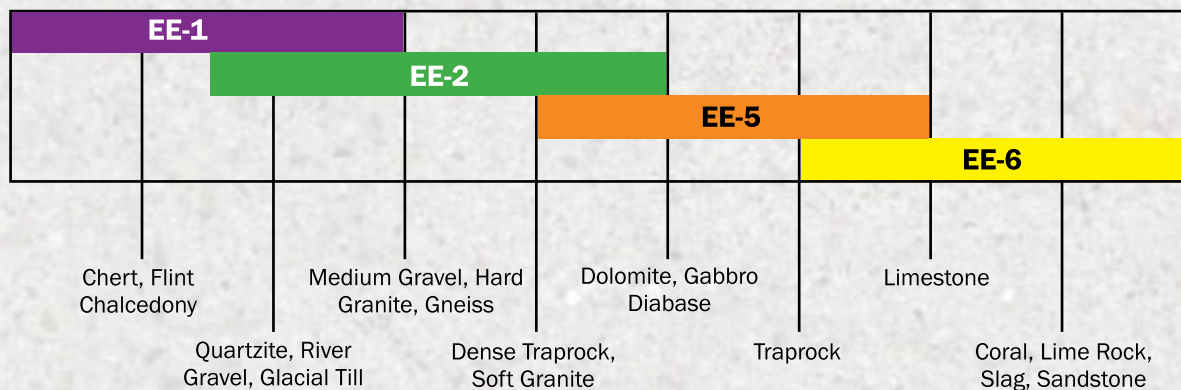 EE-1
EE-2
EE-5
EE-6
Chert, Flint
Chalcedony
Quartzite, River
Gravel, Glacial Till
Medium Gravel, Hard
Granite, Gneiss
Dense Traprock,
Soft Granite
Dolomite, Gabbro
Diabase
Traprock
Limestone
Coral, Lime Rock,
Slag, Sandstone